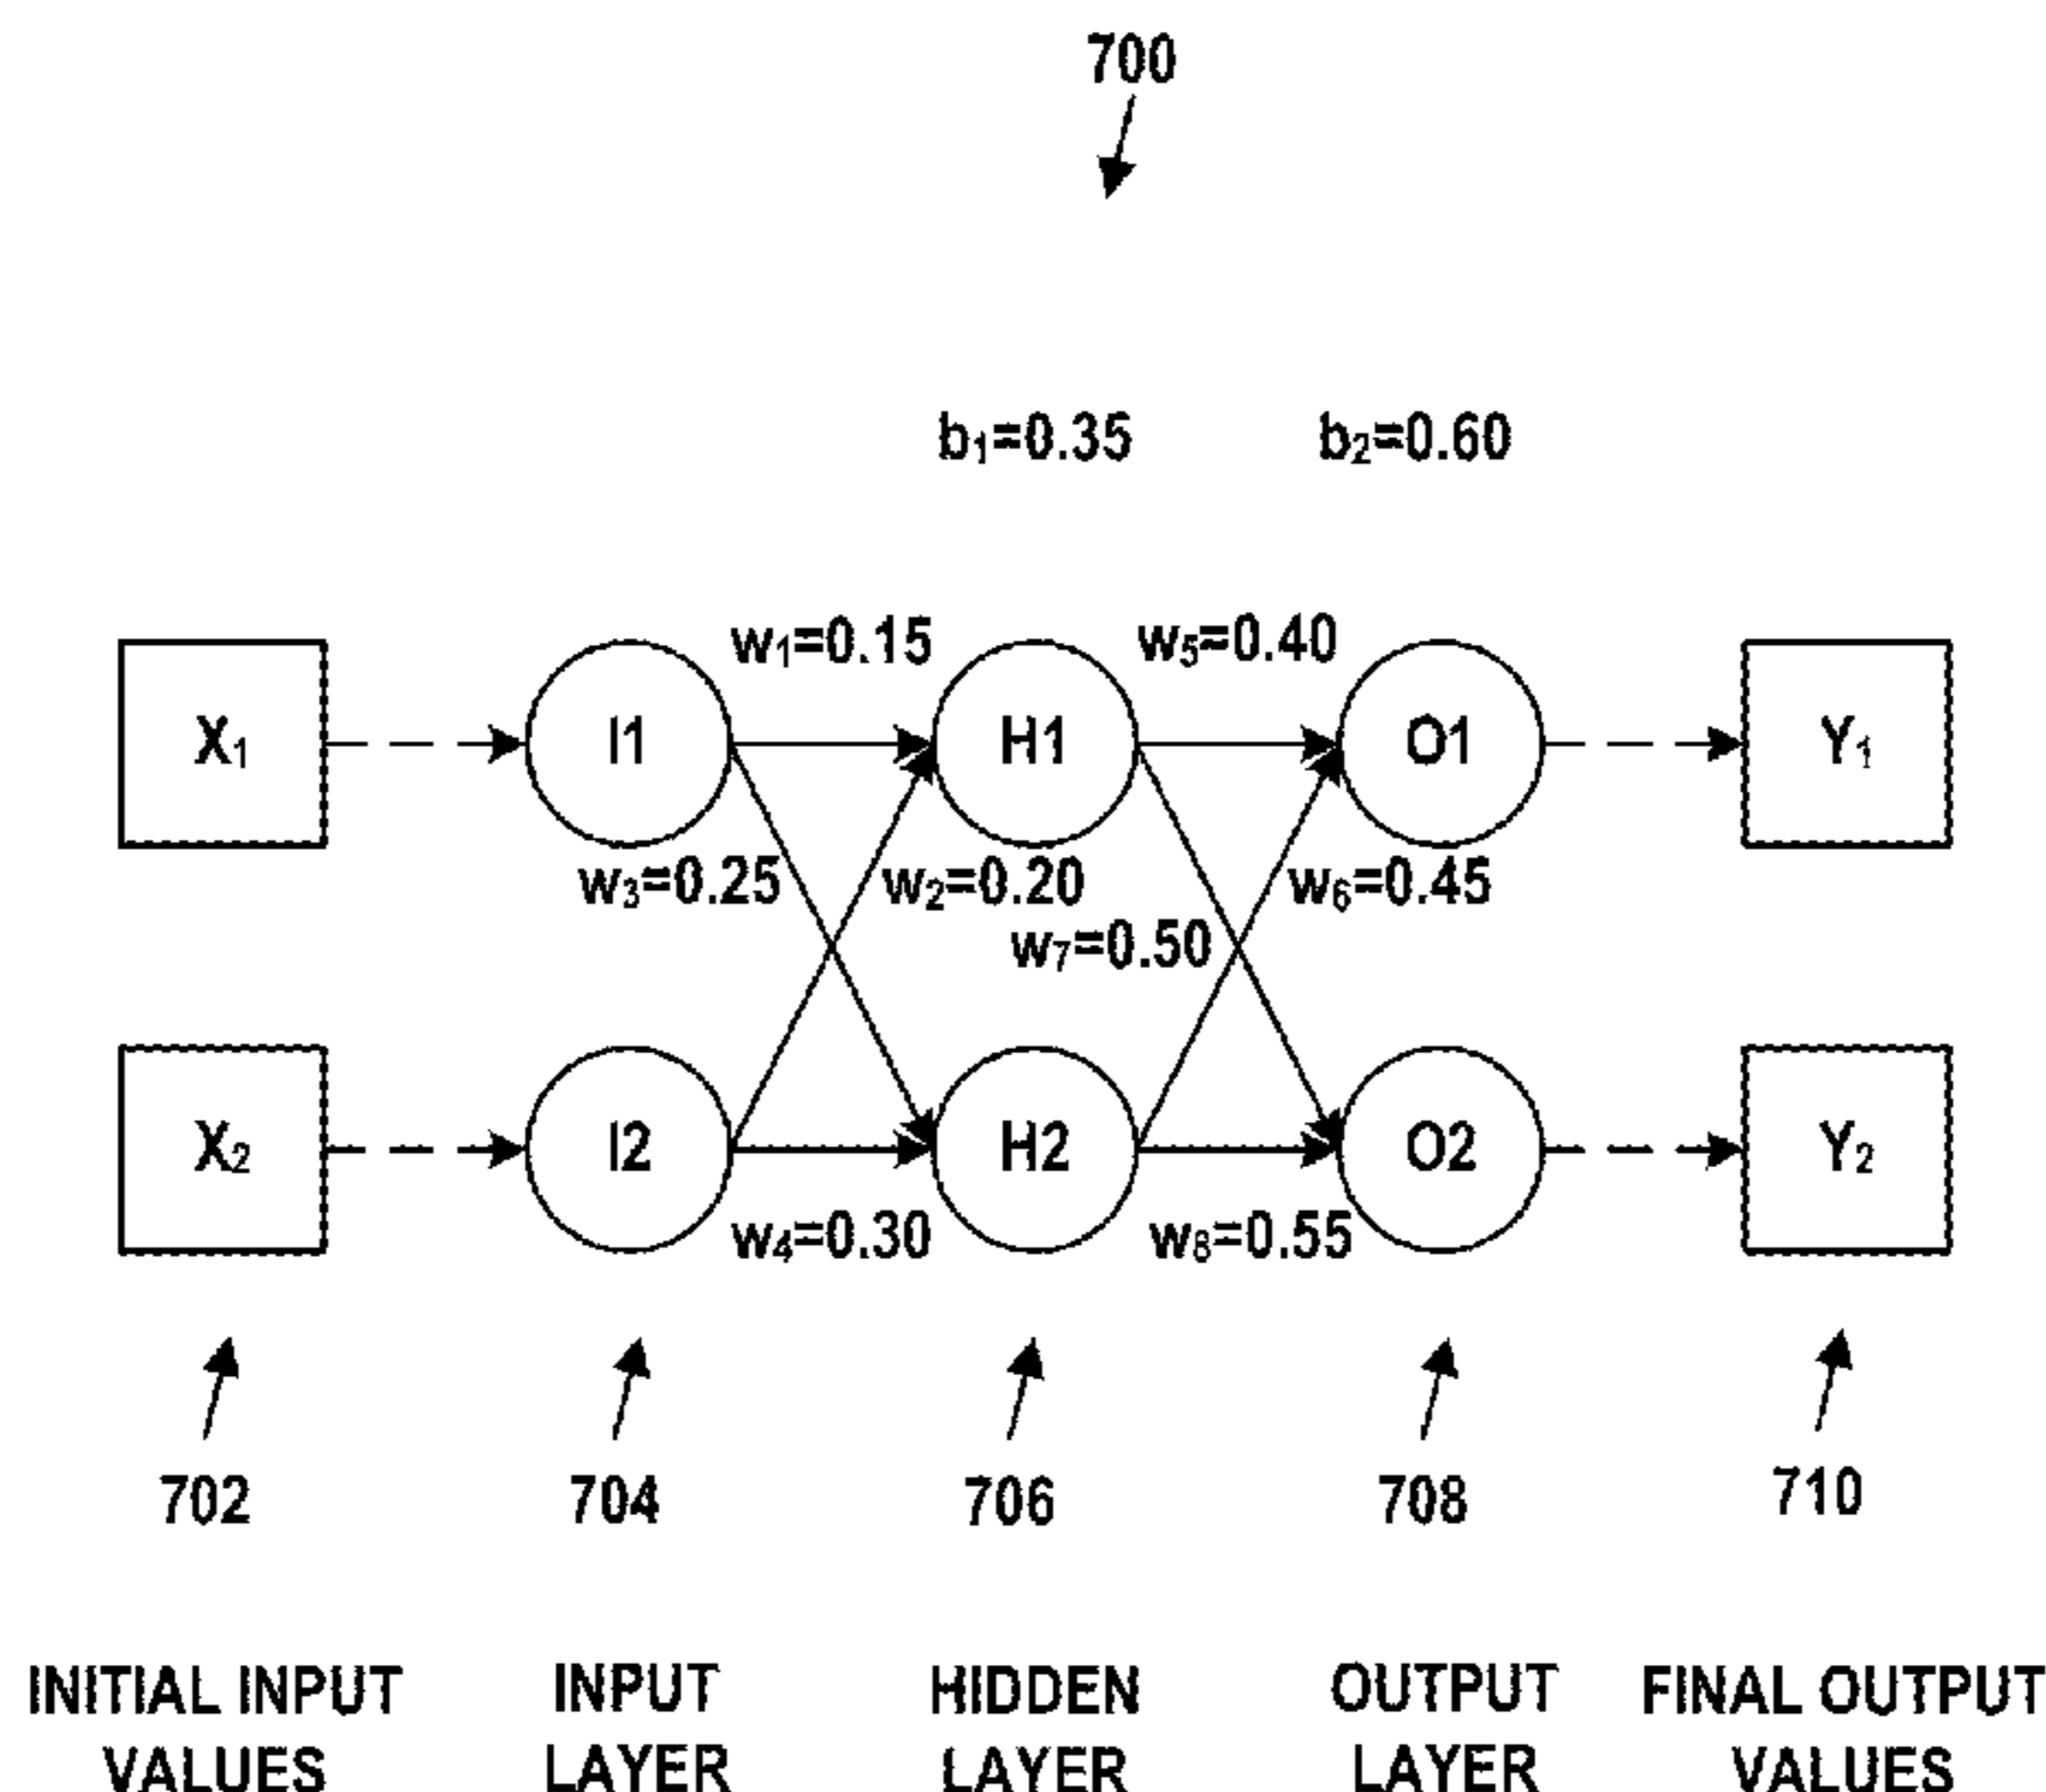 700
b₁=0.35 b₂=0.60
w₁=0.15 w₅=0.40
X₁ I1 H1 O1 Y₁
w₃=0.25 w₂=0.20 w₆=0.45
w₇=0.50
X₂ I2 H2 O2 Y₂
w₄=0.30 w₈=0.55
702 704 706 708 710
INITIAL INPUT INPUT HIDDEN OUTPUT FINAL OUTPUT
VALUES LAYER LAYER LAYER VALUES